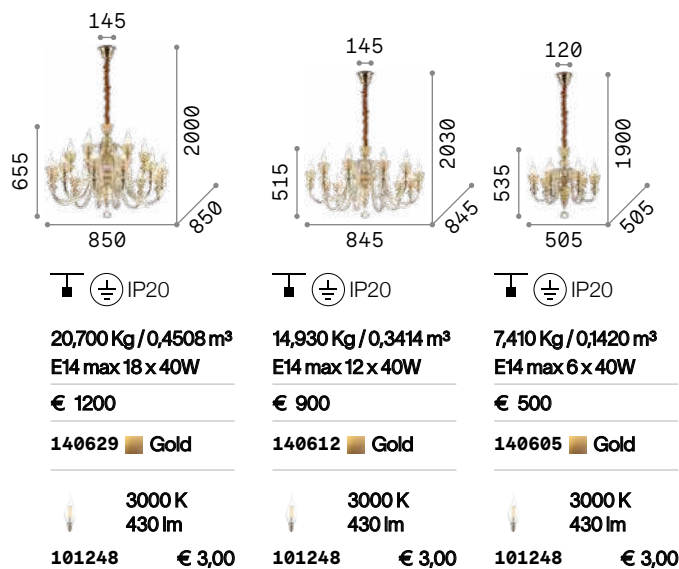 145
2000
655
850
850
IP20
20,700 Kg / 0,4508 m³
E14 max 18 x 40W
€ 1200
140629 Gold
3000 K
430 lm
101248 € 3,00
145
2030
515
845
845
IP20
14,930 Kg / 0,3414 m³
E14 max 12 x 40W
€ 900
140612 Gold
3000 K
430 lm
101248 € 3,00
120
1900
535
505
505
IP20
7,410 Kg / 0,1420 m³
E14 max 6 x 40W
€ 500
140605 Gold
3000 K
430 lm
101248 € 3,00